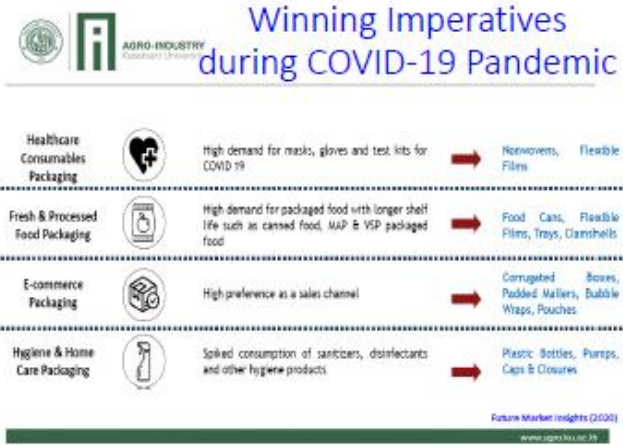 Winning Imperatives
AGRO-INDUSTRY
Kasetsart University
during COVID-19 Pandemic
Healthcare
Consumables
Packaging
High demand for masks, gloves and test kits for
COVID 19
Nonwovens, Flexible
Films
Fresh & Processed
Food Packaging
High demand for packaged food with longer shelf
life such as canned food, MAP & VSP packaged
food
Food Cans, Flexible
Films, Trays, Clamshells
E-commerce
Packaging
High preference as a sales channel
Corrugated Boxes,
Padded Mailers, Bubble
Wraps, Pouches
Hygiene & Home
Care Packaging
Spiked consumption of sanitizers, disinfectants
and other hygiene products
Plastic Bottles, Pumps,
Caps & Closures
Future Market Insights (2020)
www.agro.ku.ac.th